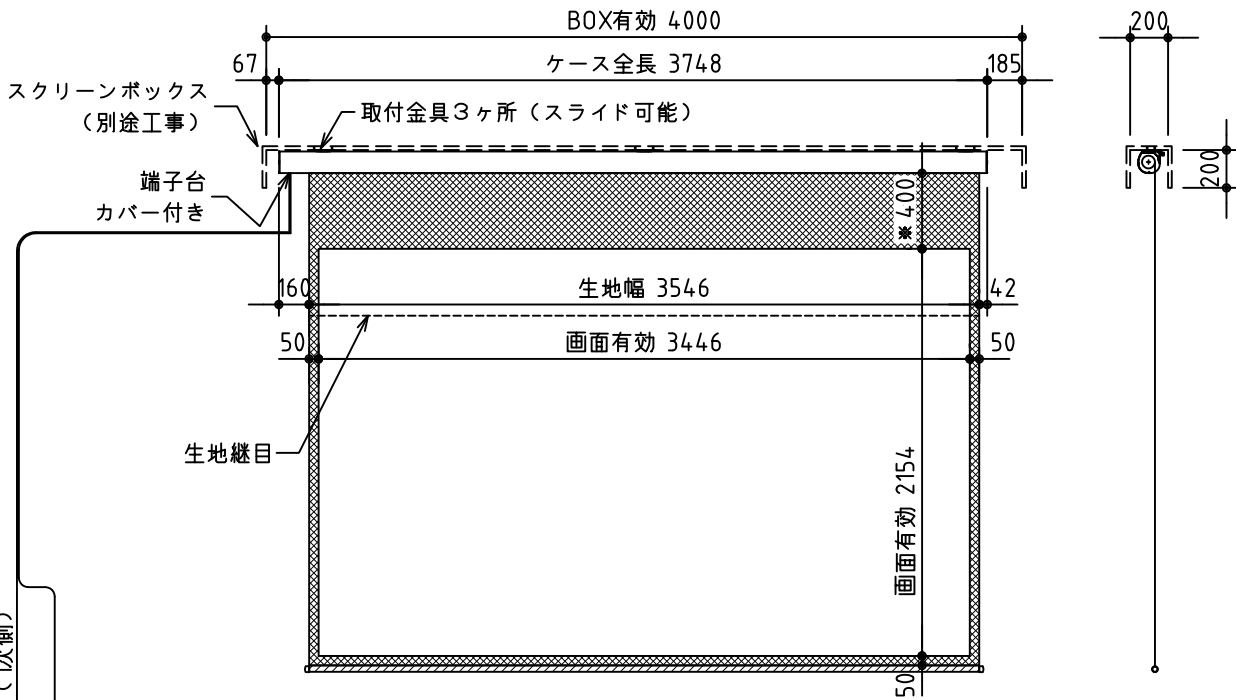 BOX有効 4000
200
67
ケース全長 3748
185
スクリーンボックス
（別途工事）
取付金具3ヶ所（スライド可能）
200
端子台
カバー付き
※ 400
160
生地幅 3546
42
50
画面有効 3446
50
生地継目
画面有効 2154
50